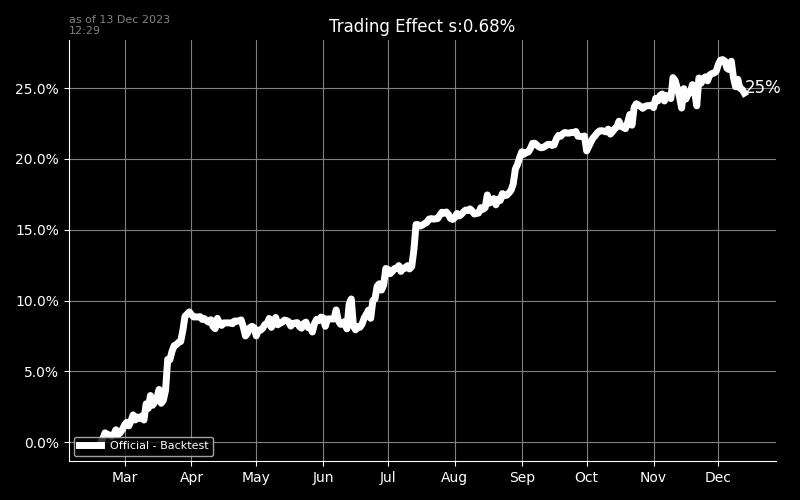 as of 13 Dec 2023
12:29
Trading Effect s:0.68%
25.0%
20.0%
15.0%
10.0%
5.0%
0.0%
25%
Official - Backtest
Mar Apr May Jun Jul Aug Sep Oct Nov Dec